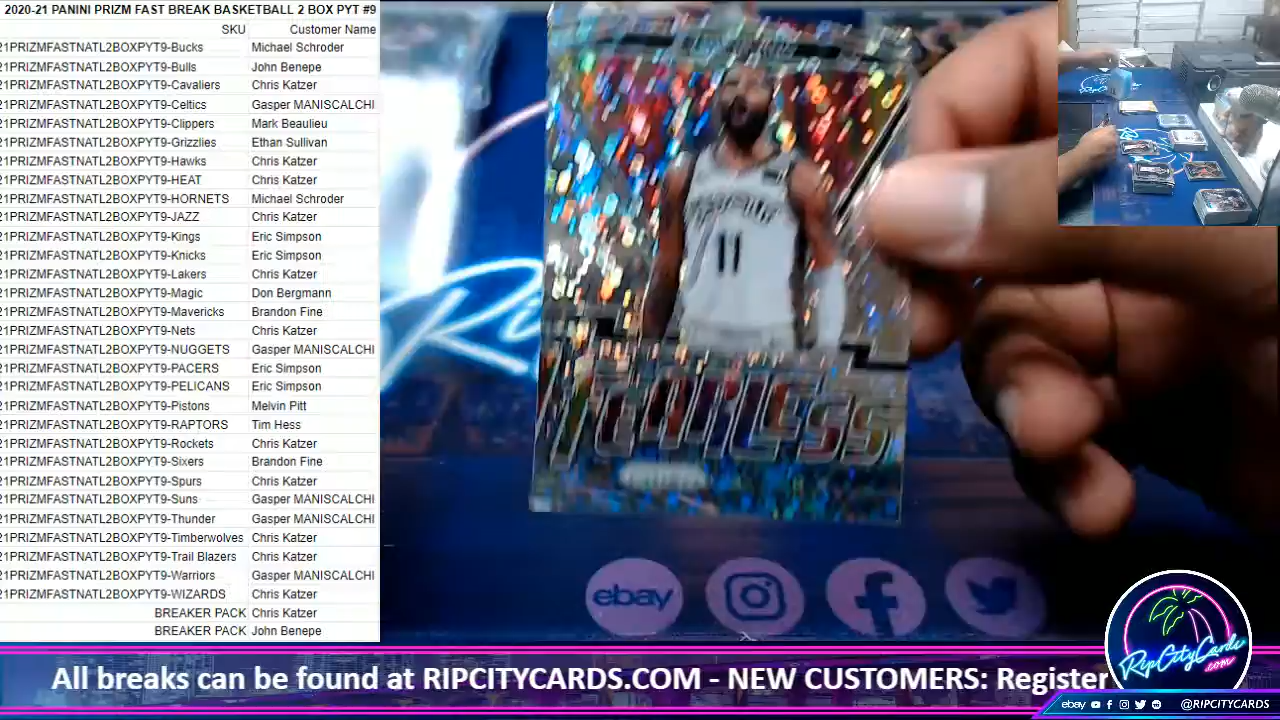 2020-21 PANINI PRIZM FAST BREAK BASKETBALL 2 BOX PYT #9
SKU Customer Name
21PRIZMFASTNATL2BOXPYT9-Bucks Michael Schroder
21PRIZMFASTNATL2BOXPYT9-Bulls John Benepe
21PRIZMFASTNATL2BOXPYT9-Cavaliers Chris Katzer
21PRIZMFASTNATL2BOXPYT9-Celtics Gasper MANISCALCHI
21PRIZMFASTNATL2BOXPYT9-Clippers Mark Beaulieu
21PRIZMFASTNATL2BOXPYT9-Grizzlies Ethan Sullivan
21PRIZMFASTNATL2BOXPYT9-Hawks Chris Katzer
21PRIZMFASTNATL2BOXPYT9-HEAT Chris Katzer
21PRIZMFASTNATL2BOXPYT9-HORNETS Michael Schroder
21PRIZMFASTNATL2BOXPYT9-JAZZ Chris Katzer
21PRIZMFASTNATL2BOXPYT9-Kings Eric Simpson
21PRIZMFASTNATL2BOXPYT9-Knicks Eric Simpson
21PRIZMFASTNATL2BOXPYT9-Lakers Chris Katzer
21PRIZMFASTNATL2BOXPYT9-Magic Don Bergmann
21PRIZMFASTNATL2BOXPYT9-Mavericks Brandon Fine
21PRIZMFASTNATL2BOXPYT9-Nets Chris Katzer
21PRIZMFASTNATL2BOXPYT9-NUGGETS Gasper MANISCALCHI
21PRIZMFASTNATL2BOXPYT9-PACERS Eric Simpson
21PRIZMFASTNATL2BOXPYT9-PELICANS Eric Simpson
21PRIZMFASTNATL2BOXPYT9-Pistons Melvin Pitt
21PRIZMFASTNATL2BOXPYT9-RAPTORS Tim Hess
21PRIZMFASTNATL2BOXPYT9-Rockets Chris Katzer
21PRIZMFASTNATL2BOXPYT9-Sixers Brandon Fine
21PRIZMFASTNATL2BOXPYT9-Spurs Chris Katzer
21PRIZMFASTNATL2BOXPYT9-Suns Gasper MANISCALCHI
21PRIZMFASTNATL2BOXPYT9-Thunder Gasper MANISCALCHI
21PRIZMFASTNATL2BOXPYT9-Timberwolves Chris Katzer
21PRIZMFASTNATL2BOXPYT9-Trail Blazers Chris Katzer
21PRIZMFASTNATL2BOXPYT9-Warriors Gasper MANISCALCHI
21PRIZMFASTNATL2BOXPYT9-WIZARDS Chris Katzer
BREAKER PACK Chris Katzer
BREAKER PACK John Benepe
11
FEARLESS
ebay
All breaks can be found at RIPCITYCARDS.COM - NEW CUSTOMERS: Register
RipCityCards
.com
ebay @RIPCITYCARDS